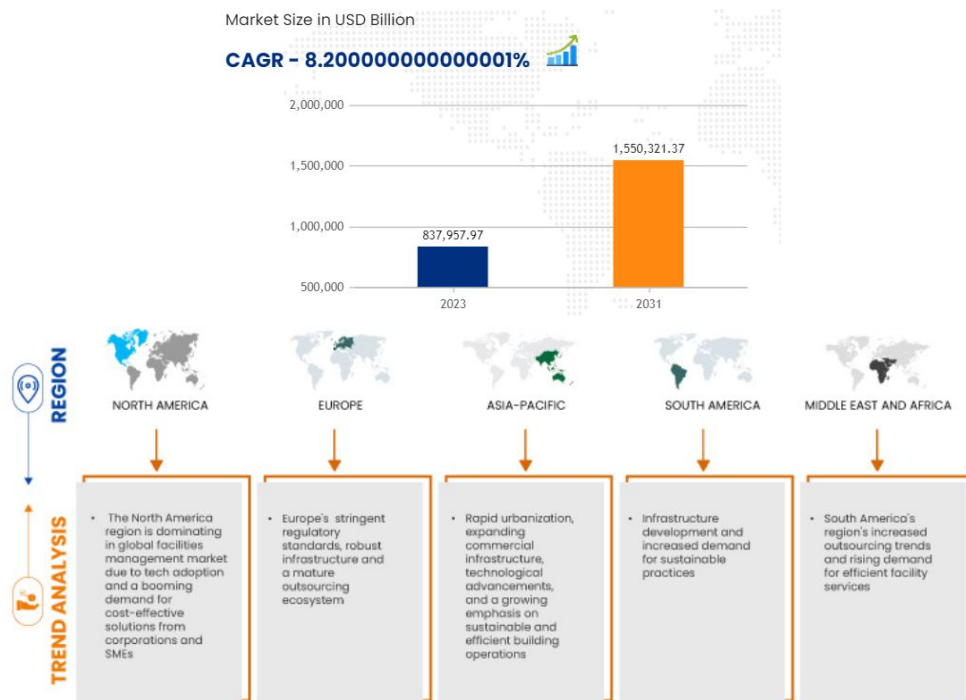 Market Size in USD Billion
CAGR - 8.200000000000001%
2,000,000
1,500,000
1,000,000
500,000
837,957.97
1,550,321.37
2023
2031
REGION
NORTH AMERICA
EUROPE
ASIA-PACIFIC
SOUTH AMERICA
MIDDLE EAST AND AFRICA
TREND ANALYSIS
• The North America
region is dominating
in global facilities
management market
due to tech adoption
and a booming
demand for
cost-effective
solutions from
corporations and
SMEs
• Europe's stringent
regulatory
standards, robust
infrastructure and
a mature
outsourcing
ecosystem
• Rapid urbanization,
expanding
commercial
infrastructure,
technological
advancements,
and a growing
emphasis on
sustainable and
efficient building
operations
• Infrastructure
development and
increased demand
for sustainable
practices
• South America's
region's increased
outsourcing trends
and rising demand
for efficient facility
services